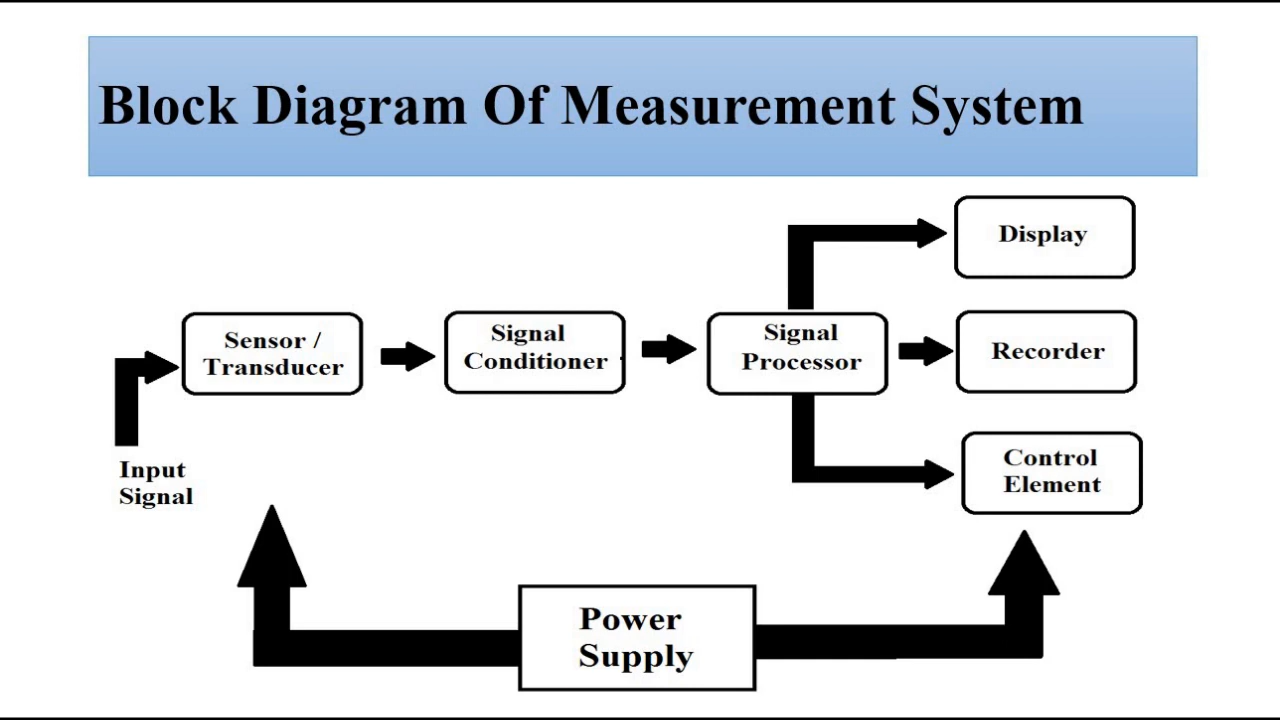 Block Diagram Of Measurement System
Display
Sensor /
Transducer
Signal
Conditioner
Signal
Processor
Recorder
Input
Signal
Control
Element
Power
Supply